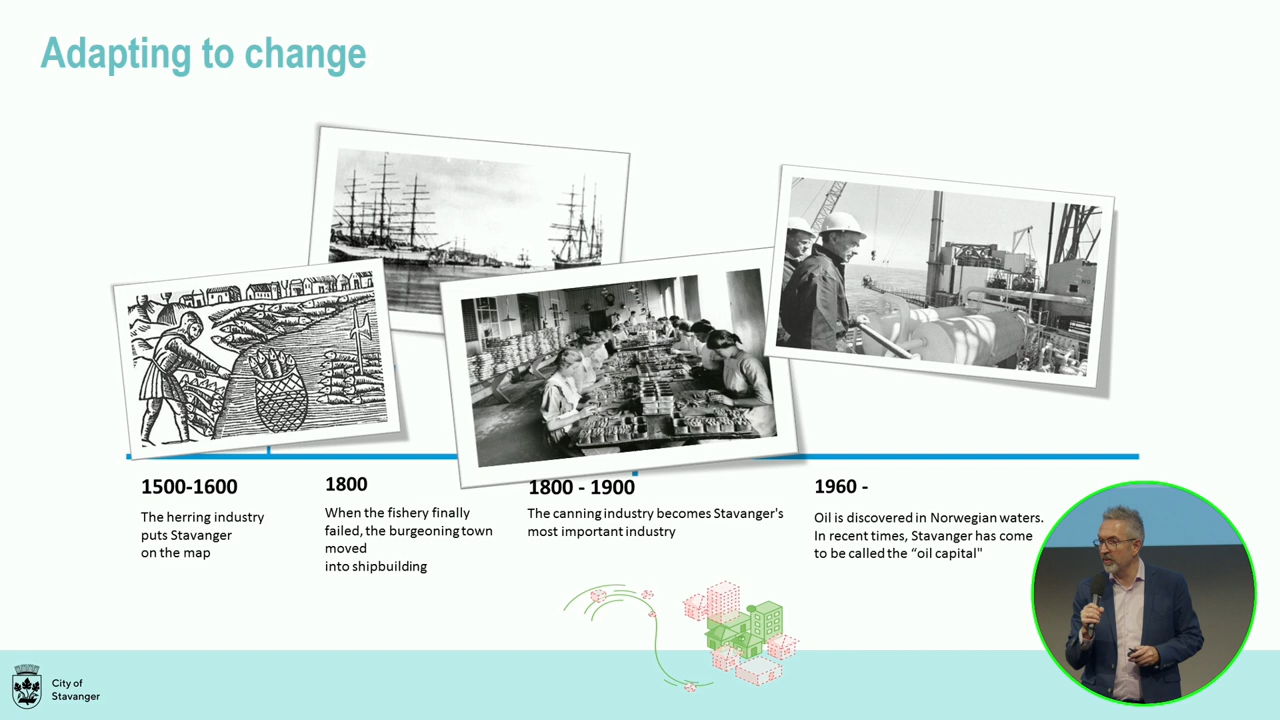 Adapting to change
1500-1600
The herring industry
puts Stavanger
on the map
1800
When the fishery finally
failed, the burgeoning town
moved
into shipbuilding
1800 - 1900
The canning industry becomes Stavanger's
most important industry
1960 -
Oil is discovered in Norwegian waters.
In recent times, Stavanger has come
to be called the “oil capital"
City of
Stavanger